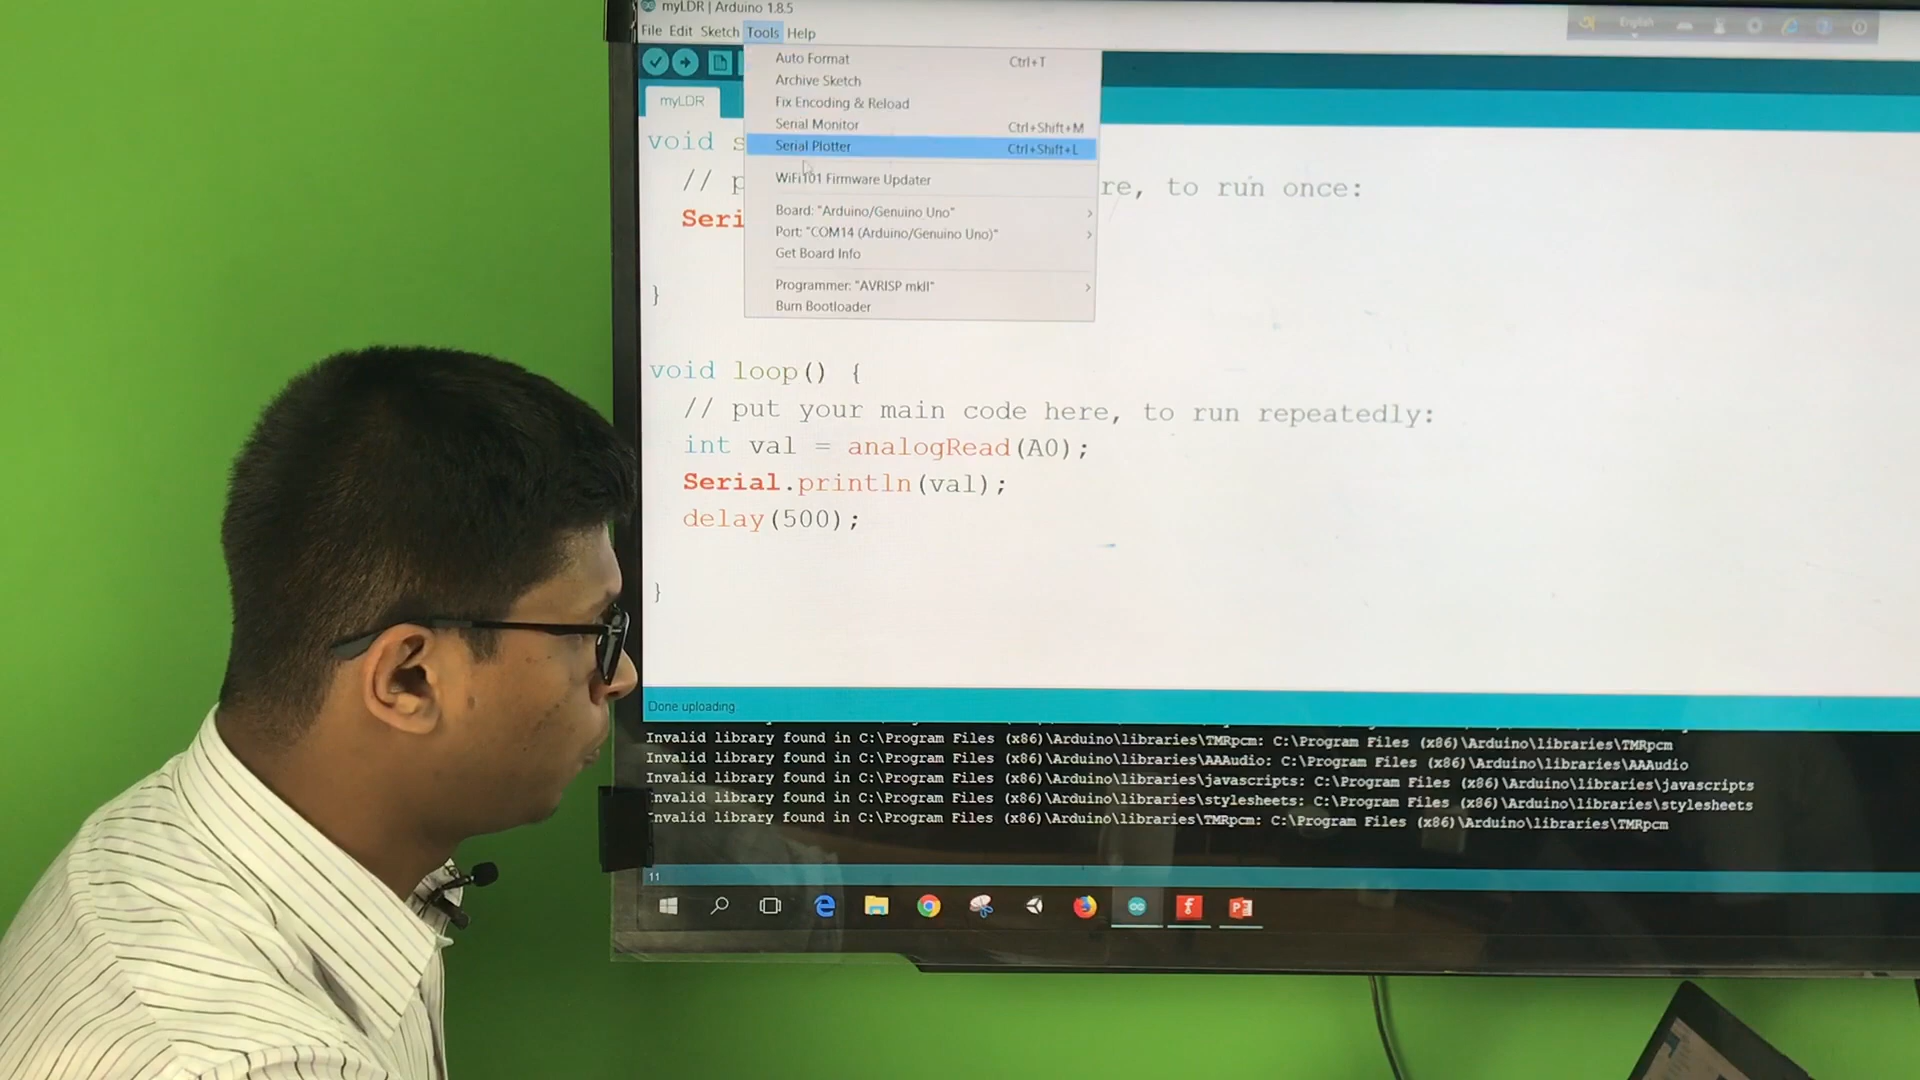 myLDR | Arduino 1.8.5
File Edit Sketch Tools Help
English
Auto Format Ctrl+T
Archive Sketch
Fix Encoding & Reload
Serial Monitor Ctrl+Shift+M
Serial Plotter Ctrl+Shift+L
WiFi101 Firmware Updater
Board: "Arduino/Genuino Uno"
Port: "COM14 (Arduino/Genuino Uno)"
Get Board Info
Programmer: "AVRISP mkII"
Burn Bootloader
myLDR
void s
// p re, to run once:
Seri
}
void loop() {
// put your main code here, to run repeatedly:
int val = analogRead(A0);
Serial.println(val);
delay(500);
}
Done uploading.
Invalid library found in C:\Program Files (x86)\Arduino\libraries\TMRpcm: C:\Program Files (x86)\Arduino\libraries\TMRpcm
Invalid library found in C:\Program Files (x86)\Arduino\libraries\AAAudio: C:\Program Files (x86)\Arduino\libraries\AAAudio
Invalid library found in C:\Program Files (x86)\Arduino\libraries\javascripts: C:\Program Files (x86)\Arduino\libraries\javascripts
Invalid library found in C:\Program Files (x86)\Arduino\libraries\stylesheets: C:\Program Files (x86)\Arduino\libraries\stylesheets
Invalid library found in C:\Program Files (x86)\Arduino\libraries\TMRpcm: C:\Program Files (x86)\Arduino\libraries\TMRpcm
11